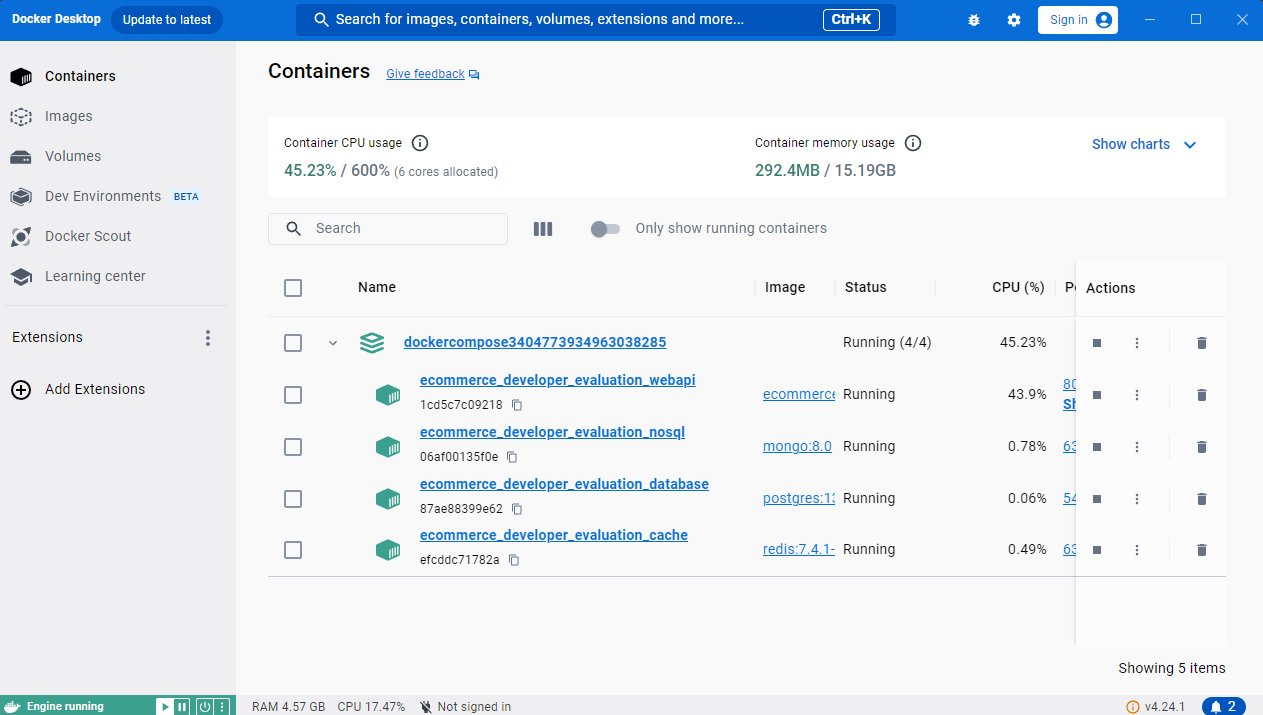 Docker Desktop Update to latest Search for images, containers, volumes, extensions and more... Ctrl+K Sign in
Containers
Images
Volumes
Dev Environments BETA
Docker Scout
Learning center
Extensions
Add Extensions
Containers Give feedback
Container CPU usage
45.23% / 600% (6 cores allocated)
Container memory usage
292.4MB / 15.19GB
Show charts
Search Only show running containers
Name Image Status CPU (%) Actions
dockercompose3404773934963038285 Running (4/4) 45.23%
ecommerce_developer_evaluation_webapi
1cd5c7c09218 ecommerce Running 43.9% 80
ecommerce_developer_evaluation_nosql
06af00135f0e mongo:8.0 Running 0.78% 63
ecommerce_developer_evaluation_database
87ae88399e62 postgres:13 Running 0.06% 54
ecommerce_developer_evaluation_cache
efcddc71782a redis:7.4.1- Running 0.49% 63
Showing 5 items
Engine running RAM 4.57 GB CPU 17.47% Not signed in v4.24.1 2